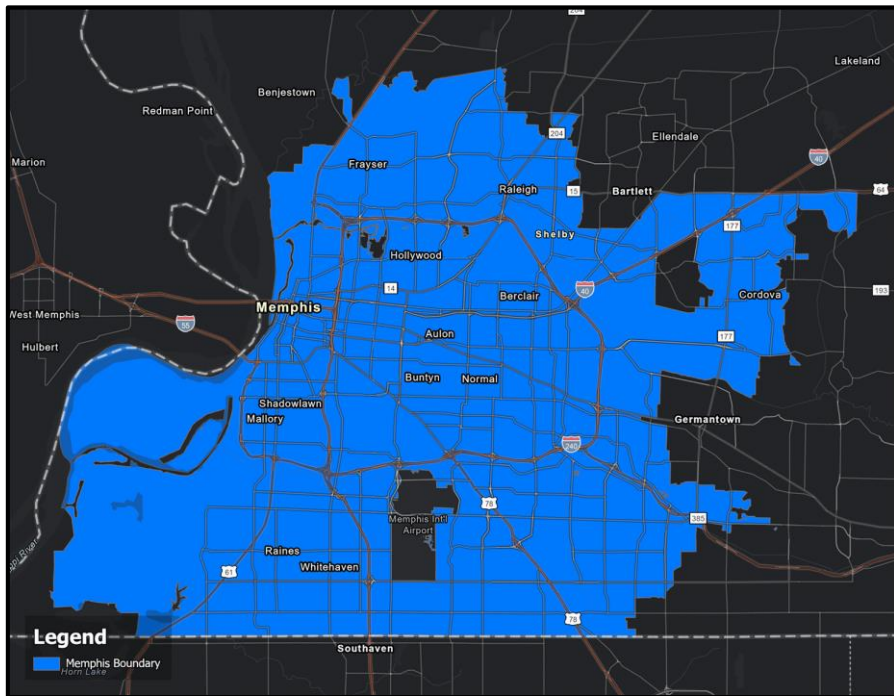 204
Lakeland
Benjestown
Redman Point
204
Ellendale
40
Marion
Frayser
Raleigh
15
Bartlett
64
177
Shelby
Hollywood
14
Berclair
40
Cordova
193
Memphis
West Memphis
55
Aulon
177
Hulbert
Buntyn
Normal
Shadowlawn
Mallory
Germantown
240
78
Memphis Int'l
Airport
385
Raines
Whitehaven
61
78
Legend
Memphis Boundary
Southaven
Horn Lake